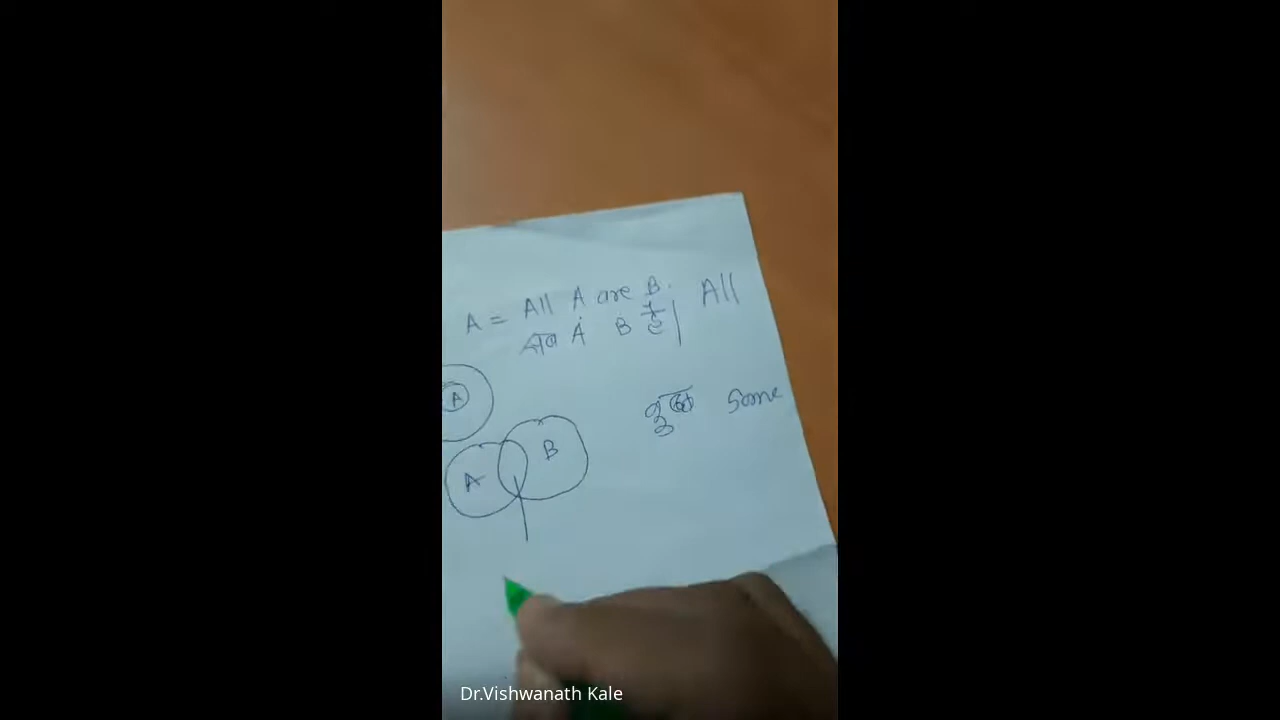 A = All A are B. All
सब A B है|
A
कुछ Some
B
A
Dr.Vishwanath Kale